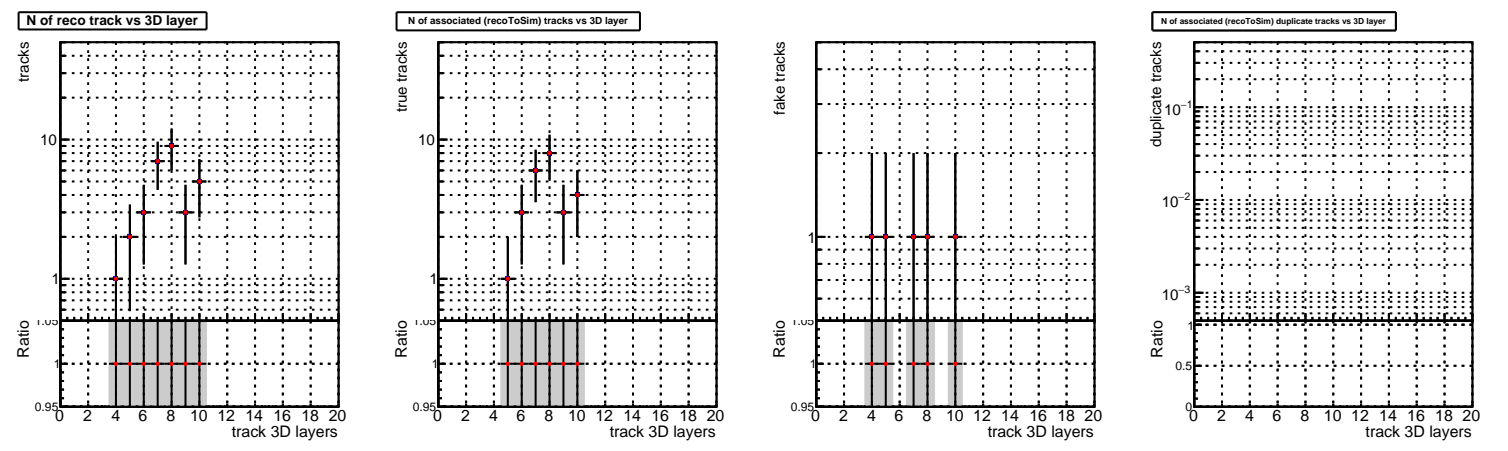 N of reco track vs 3D layer
tracks
10
1
1.05
Ratio
1
0.95
0 2 4 6 8 10 12 14 16 18 20
track 3D layers
N of associated (recoToSim) tracks vs 3D layer
true tracks
10
1
1.05
Ratio
1
0.95
0 2 4 6 8 10 12 14 16 18 20
track 3D layers
fake tracks
1
1.05
Ratio
1
0.95
0 2 4 6 8 10 12 14 16 18 20
track 3D layers
N of associated (recoToSim) duplicate tracks vs 3D layer
duplicate tracks
10⁻¹
10⁻²
10⁻³
Ratio
1
0.5
0
0 2 4 6 8 10 12 14 16 18 20
track 3D layers